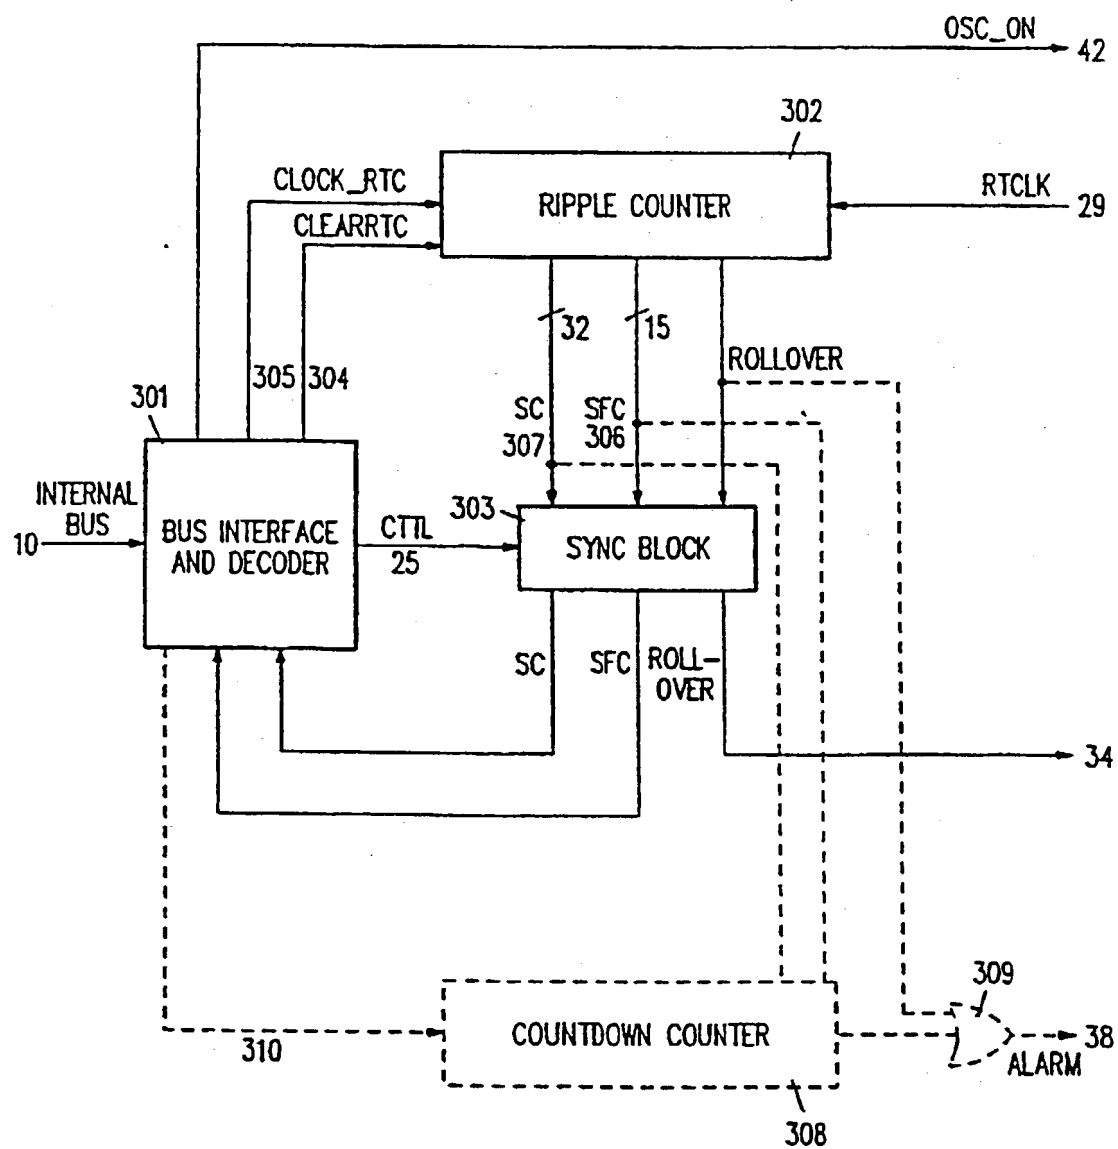 OSC_ON
42
302
CLOCK_RTC
RIPPLE COUNTER
RTCLK
29
CLEARRTC
32
15
ROLLOVER
305
304
301
SC
307
SFC
306
INTERNAL
BUS
10
303
BUS INTERFACE
AND DECODER
CTTL
25
SYNC BLOCK
SC
SFC
ROLL-
OVER
34
309
COUNTDOWN COUNTER
310
38
ALARM
308